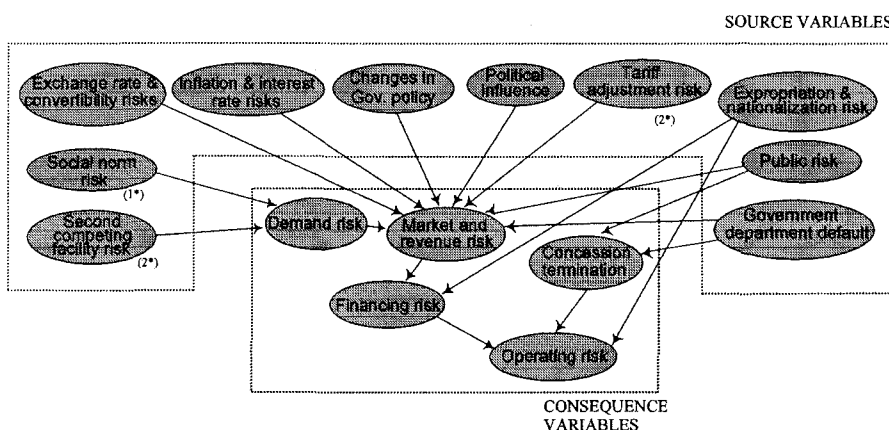 SOURCE VARIABLES
Exchange rate &
convertibility risks
Inflation & interest
rate risks
Changes in
Gov. policy
Political
influence
Tariff
adjustment risk
(2*)
Expropriation &
nationalization risk
Social norm
risk
(1*)
Public risk
Second
competing
facility risk
(2*)
Demand risk
Market and
revenue risk
Government
department default
Concession
termination
Financing risk
Operating risk
CONSEQUENCE
VARIABLES